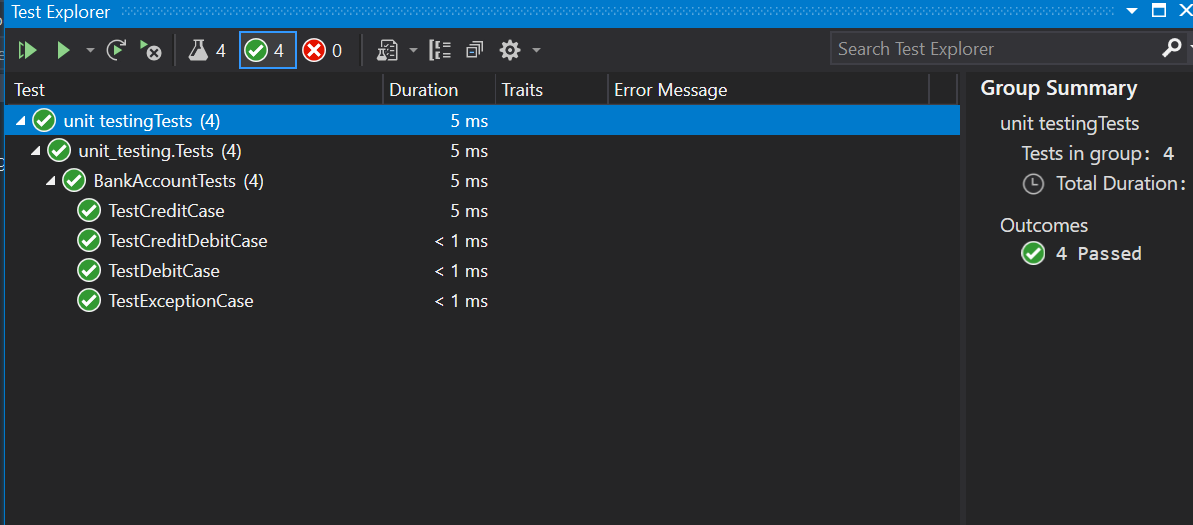 Test Explorer
4 4 0 Search Test Explorer
Test Duration Traits Error Message
unit testingTests (4) 5 ms
unit_testing.Tests (4) 5 ms
BankAccountTests (4) 5 ms
TestCreditCase 5 ms
TestCreditDebitCase < 1 ms
TestDebitCase < 1 ms
TestExceptionCase < 1 ms
Group Summary
unit testingTests
Tests in group: 4
Total Duration:
Outcomes
4 Passed